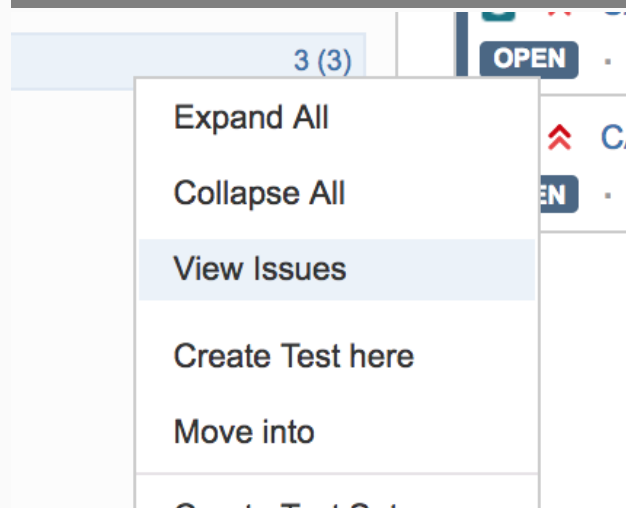 3 (3)
OPEN
Expand All
Collapse All
View Issues
Create Test here
Move into